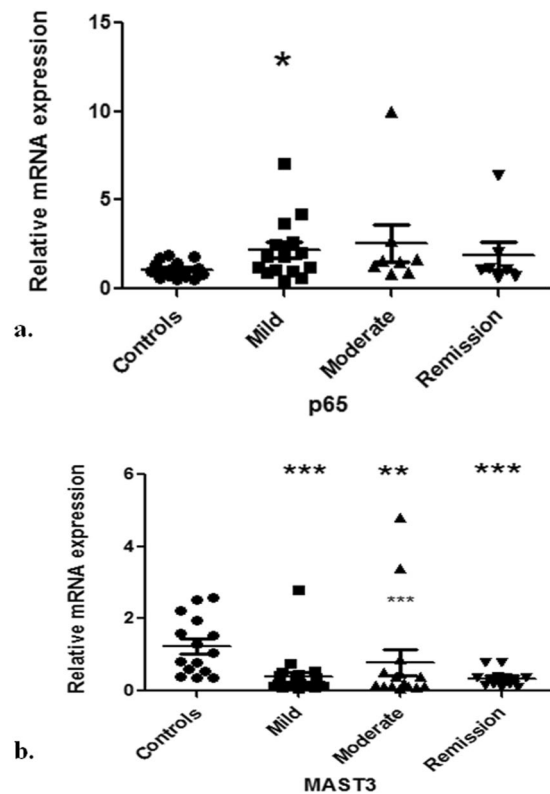 Relative mRNA expression
15
*
10
5
0
a.
Controls
Mild
Moderate
Remission
p65
Relative mRNA expression
6
***
**
***
4
***
2
0
b.
Controls
Mild
Moderate
Remission
MAST3